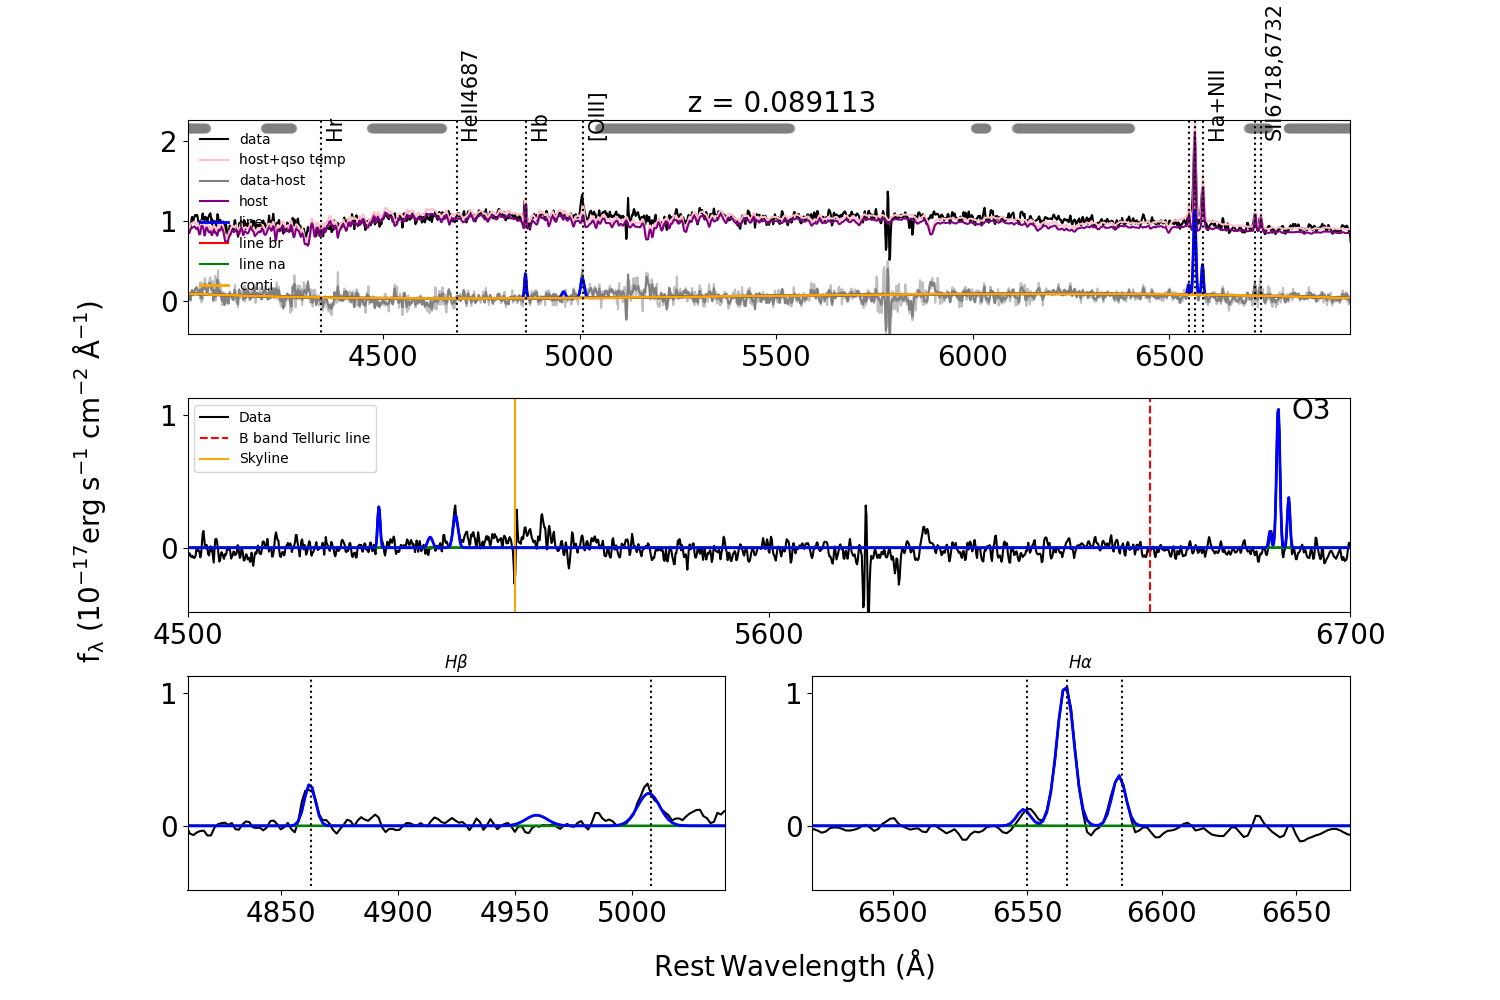 z = 0.089113
Hr
HeII4687
Hb
[OIII]
Ha+NII
SII6718,6732
data
host+qso temp
data-host
host
line
line br
line na
conti
2
1
0
4500 5000 5500 6000 6500
fλ (10⁻¹⁷erg s⁻¹ cm⁻² Å⁻¹)
Data
B band Telluric line
Skyline
O3
1
0
4500 5600 6700
Hβ
1
0
4850 4900 4950 5000
Hα
1
0
6500 6550 6600 6650
Rest Wavelength (Å)